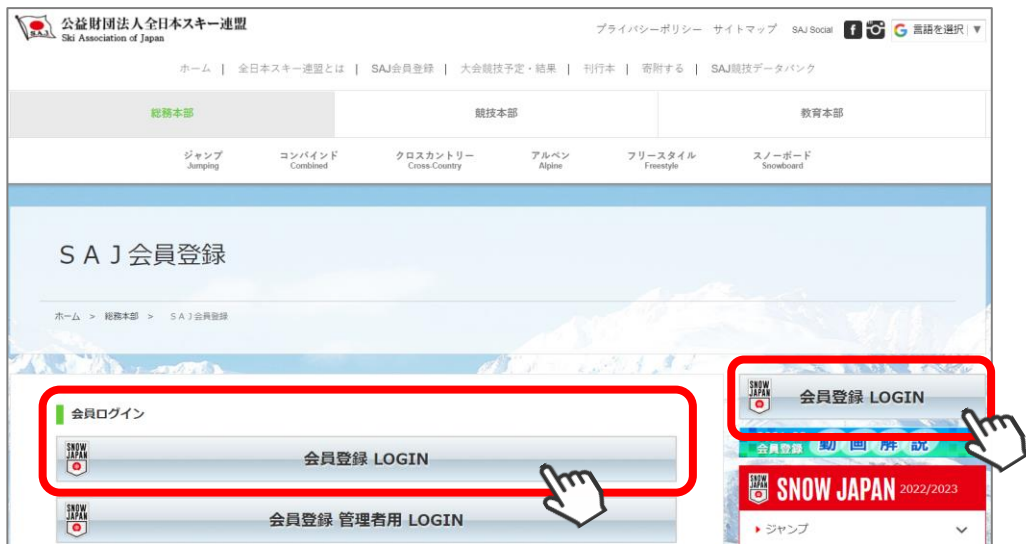 公益財団法人全日本スキー連盟
Ski Association of Japan
プライバシーポリシー サイトマップ SAJ Social 言語を選択 ▼
ホーム | 全日本スキー連盟とは | SAJ会員登録 | 大会競技予定・結果 | 刊行本 | 寄附する | SAJ競技データバンク
総務本部 競技本部 教育本部
ジャンプ コンバインド クロスカントリー アルペン フリースタイル スノーボード
Jumping Combined Cross-Country Alpine Freestyle Snowboard
ＳＡＪ会員登録
ホーム > 総務本部 > ＳＡＪ会員登録
会員ログイン
SNOW JAPAN 会員登録 LOGIN
SNOW JAPAN 会員登録 管理者用 LOGIN
SNOW JAPAN 会員登録 LOGIN
会員登録 動画解説
SNOW JAPAN SNOW JAPAN 2022/2023
ジャンプ